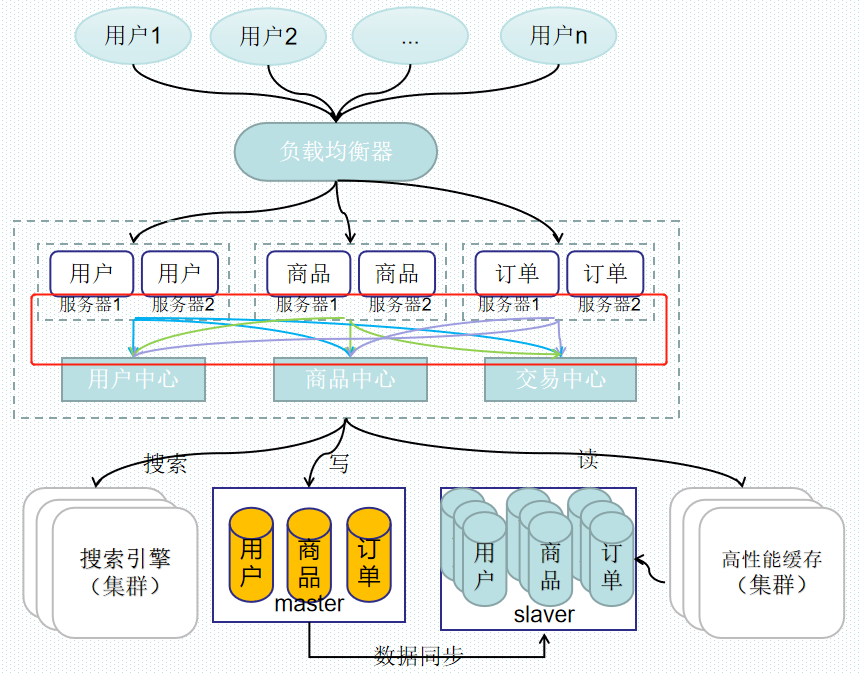 用户1
用户2
...
用户n
负载均衡器
用户
用户
商品
商品
订单
订单
服务器1
服务器2
服务器1
服务器2
服务器1
服务器2
用户中心
商品中心
交易中心
搜索
写
读
搜索引擎
（集群）
用户
商品
订单
master
用户
商品
订单
slaver
高性能缓存
（集群）
数据同步